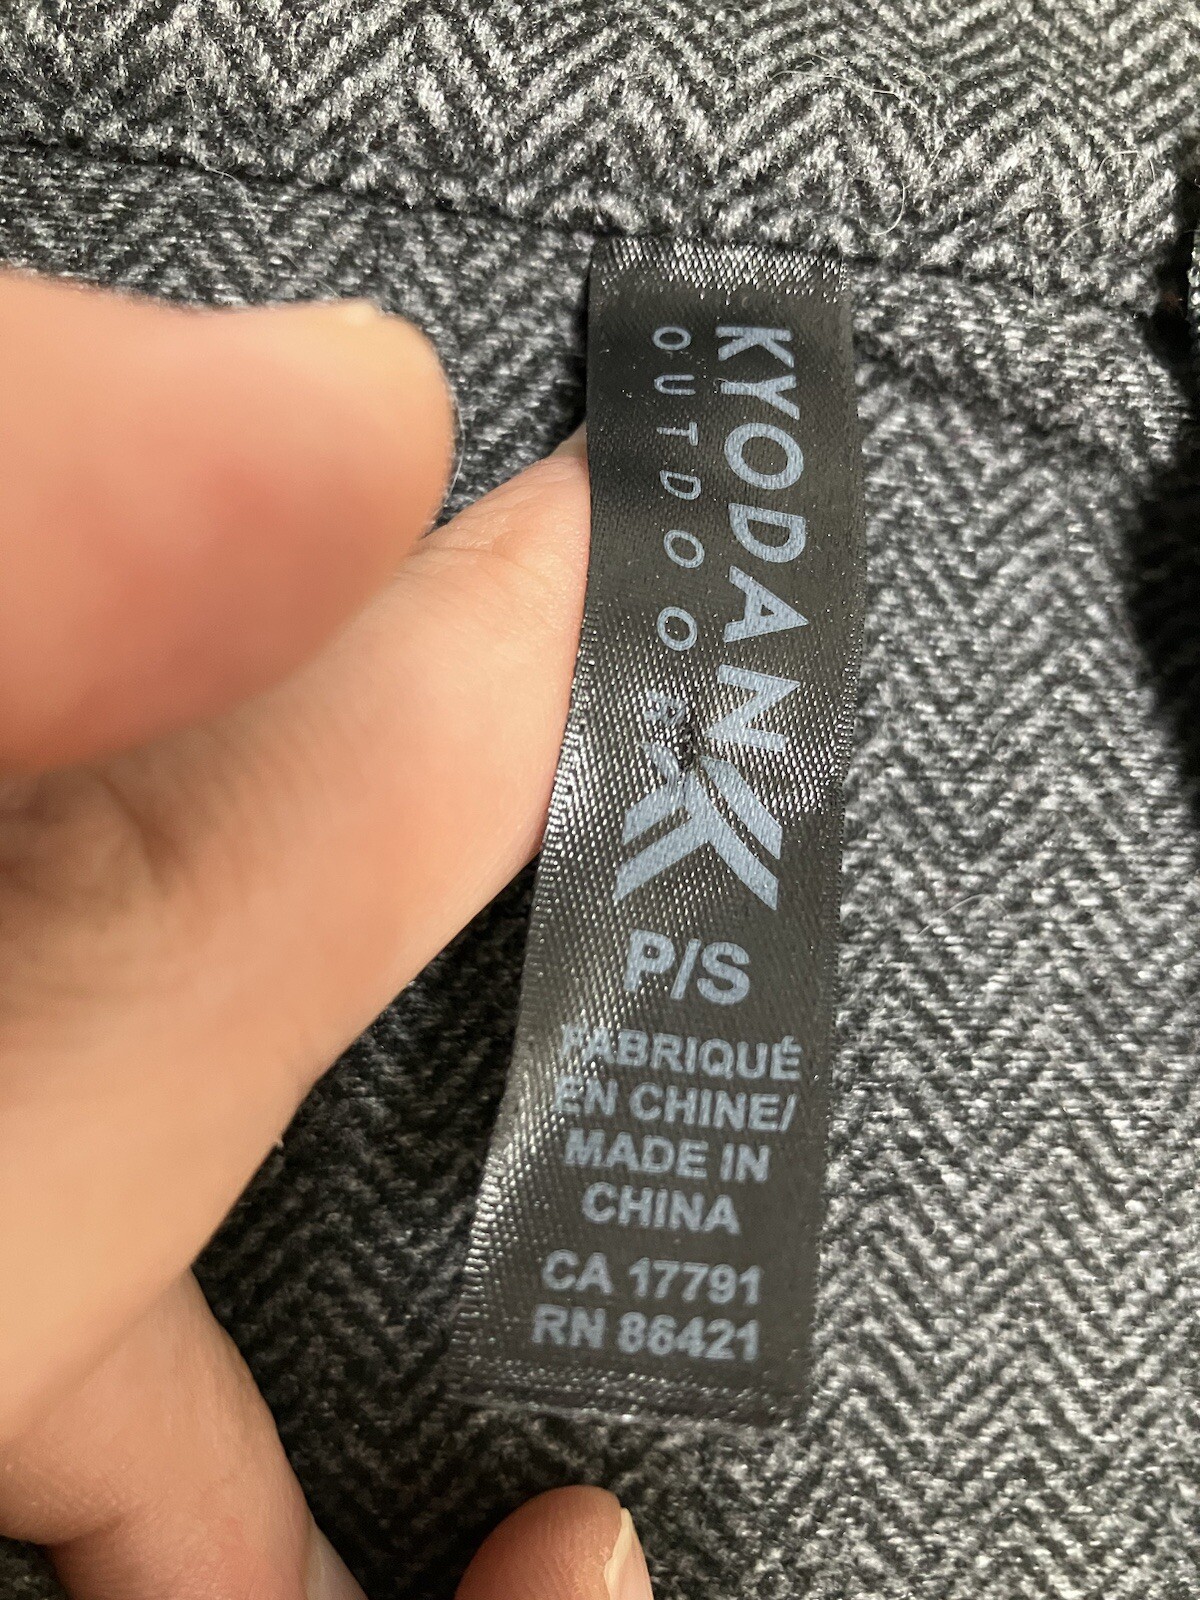 KYODAN
OUTDOOR
P/S
FABRIQUÉ
EN CHINE/
MADE IN
CHINA
CA 17791
RN 86421